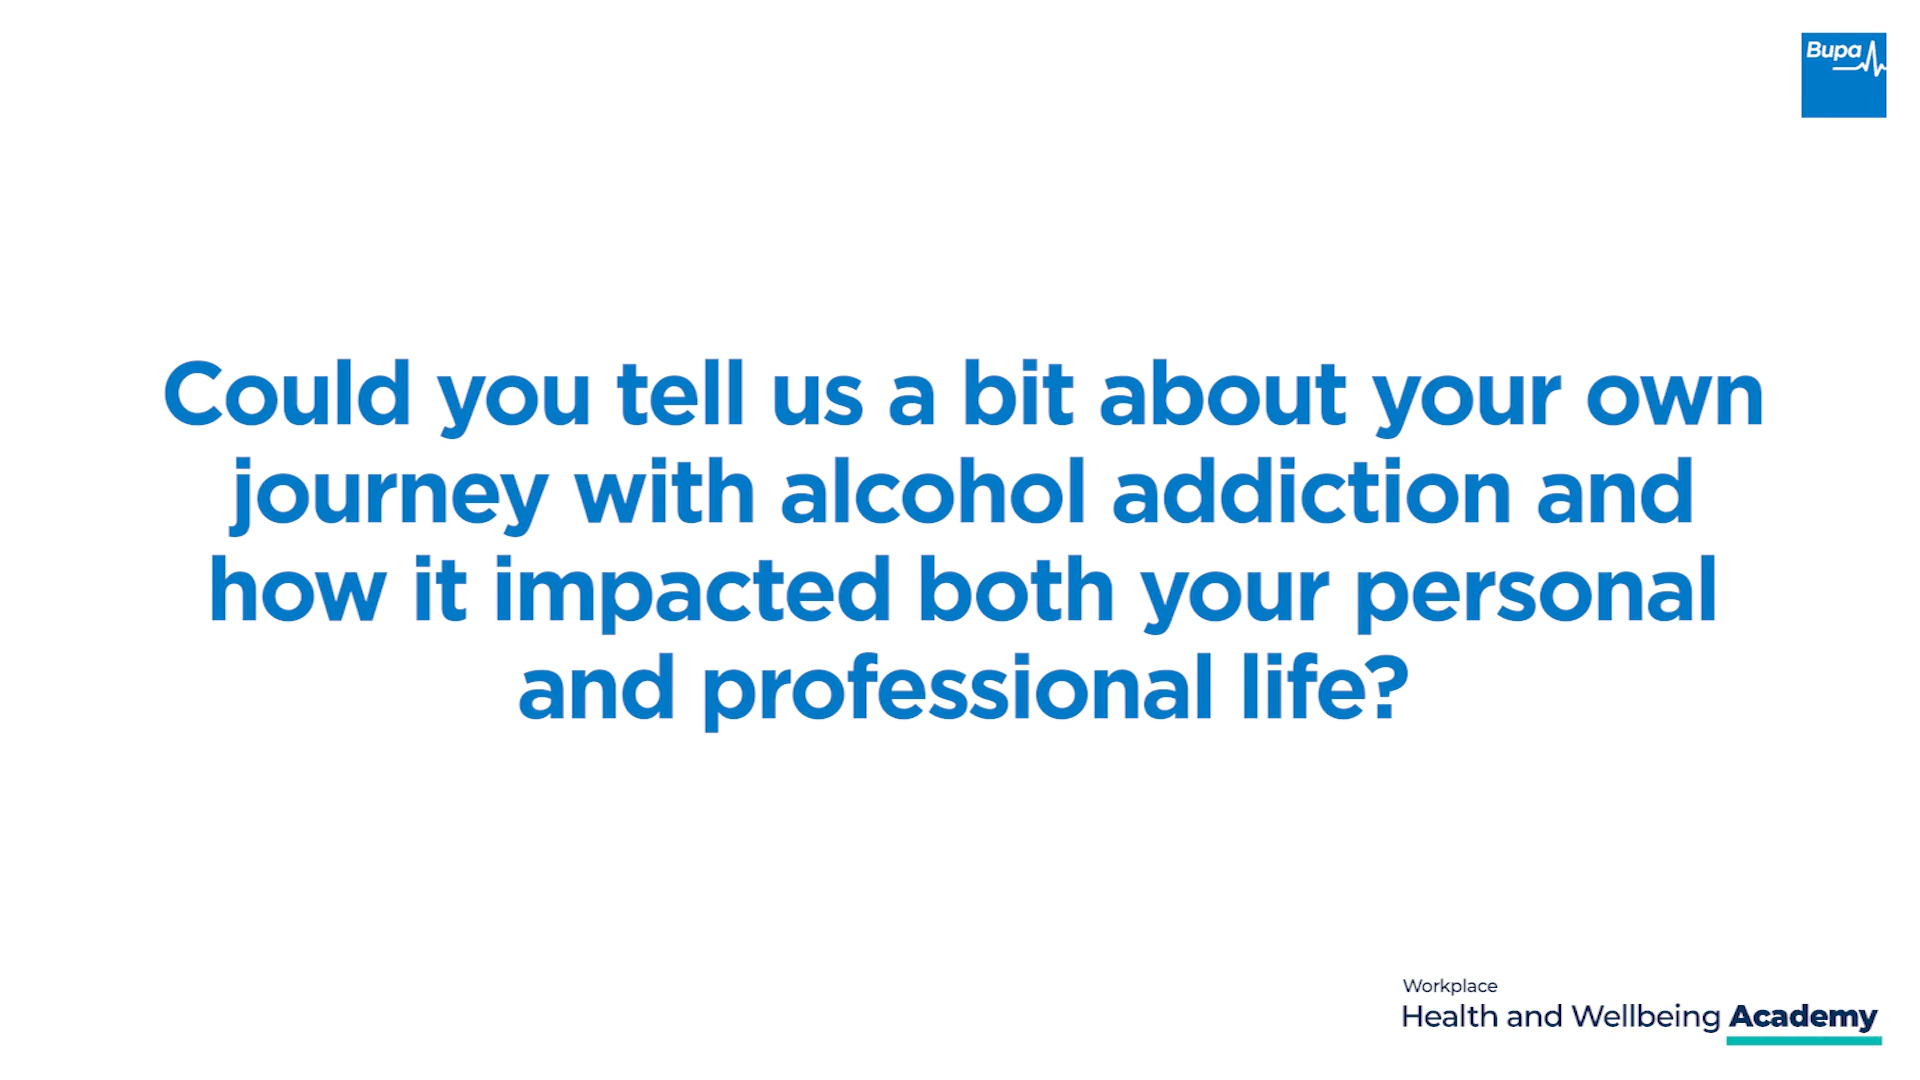 Bupa
Could you tell us a bit about your own
journey with alcohol addiction and
how it impacted both your personal
and professional life?
Workplace
Health and Wellbeing Academy